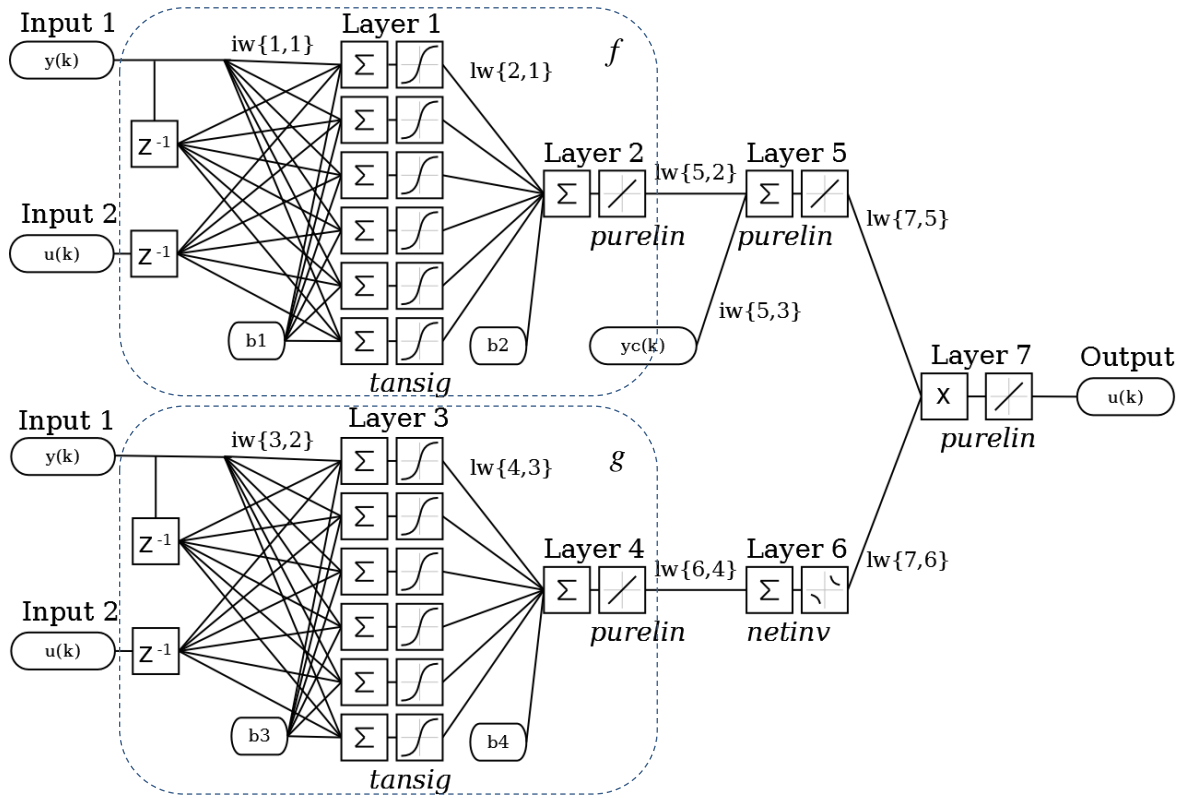 Input 1
Layer 1
y(k)
iw{1,1}
f
lw{2,1}
Σ
Σ
Z -1
Layer 2
Layer 5
Σ
lw{5,2}
Σ
Σ
Input 2
lw{7,5}
Σ
purelin
purelin
u(k)
Z -1
Σ
iw{5,3}
b1
Σ
b2
yc(k)
Layer 7
Output
tansig
X
u(k)
Input 1
Layer 3
purelin
y(k)
iw{3,2}
g
Σ
lw{4,3}
Σ
Z -1
Layer 4
Layer 6
Σ
lw{6,4}
lw{7,6}
Σ
Σ
Input 2
Σ
purelin
netinv
u(k)
Z -1
Σ
b3
Σ
b4
tansig